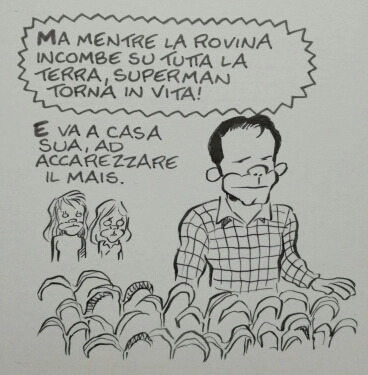 MA MENTRE LA ROVINA
INCOMBE SU TUTTA LA
TERRA, SUPERMAN
TORNA IN VITA!
E VA A CASA
SUA, AD
ACCAREZZARE
IL MAIS.